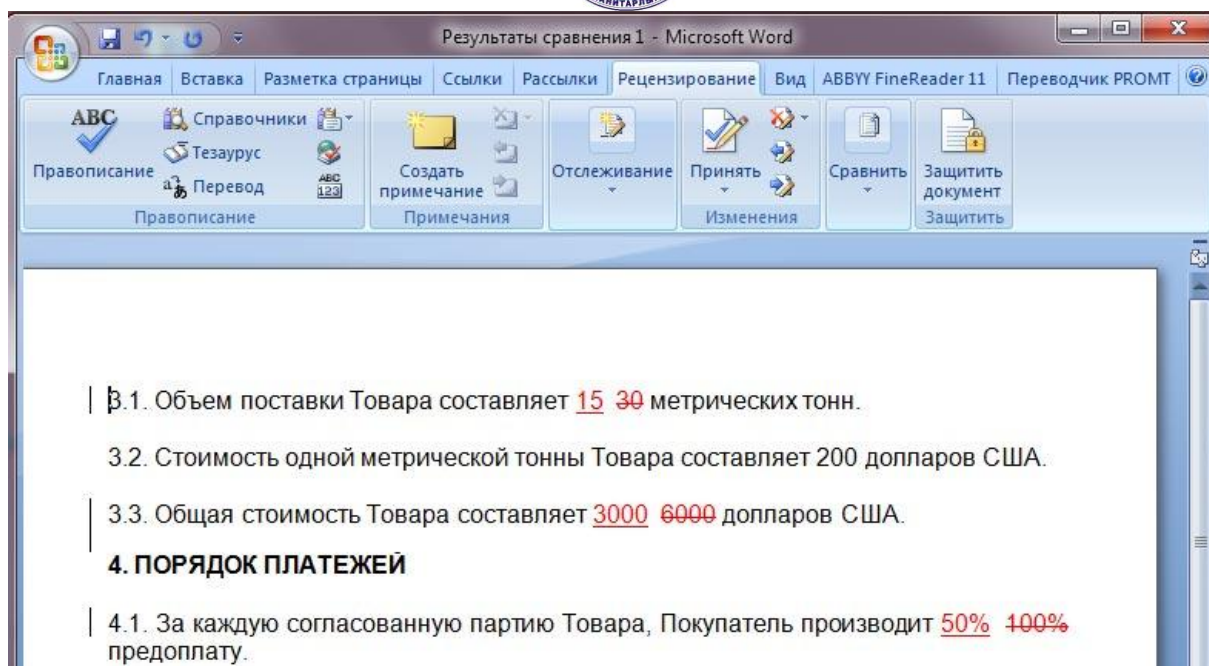 Результаты сравнения 1 - Microsoft Word
Главная Вставка Разметка страницы Ссылки Рассылки Рецензирование Вид ABBYY FineReader 11 Переводчик PROMT
ABC Справочники
Правописание Тезаурус
Перевод ABC 123
Создать примечание
Отслеживание
Принять
Сравнить
Защитить документ
Правописание Примечания Изменения Защитить
3.1. Объем поставки Товара составляет 15 30 метрических тонн.
3.2. Стоимость одной метрической тонны Товара составляет 200 долларов США.
3.3. Общая стоимость Товара составляет 3000 6000 долларов США.
4. ПОРЯДОК ПЛАТЕЖЕЙ
4.1. За каждую согласованную партию Товара, Покупатель производит 50% 100%
предоплату.